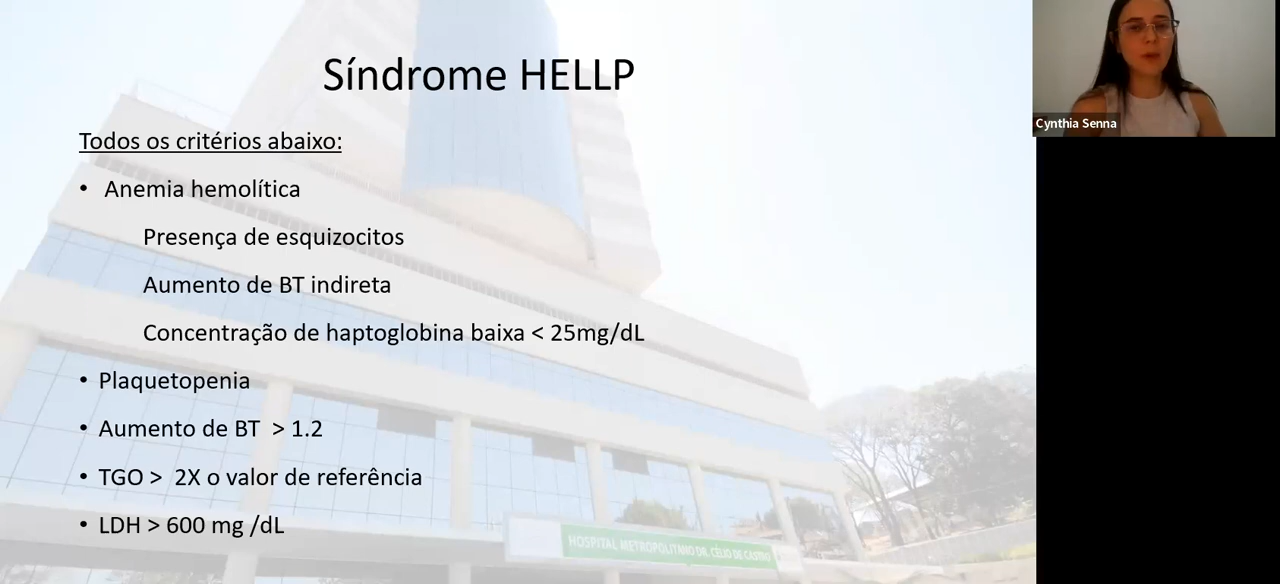 Síndrome HELLP
Cynthia Senna
Todos os critérios abaixo:
• Anemia hemolítica
Presença de esquizocitos
Aumento de BT indireta
Concentração de haptoglobina baixa < 25mg/dL
• Plaquetopenia
• Aumento de BT  > 1.2
• TGO >  2X o valor de referência
• LDH > 600 mg /dL
HOSPITAL METROPOLITANO DR. CÉLIO DE CASTRO